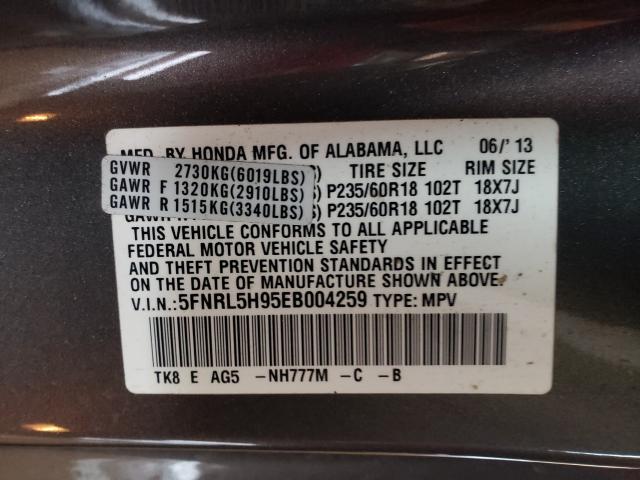 MFD. BY HONDA MFG. OF ALABAMA, LLC 06/'13
TIRE SIZE RIM SIZE
GVWR 2730KG(6019LBS)
GAWR F 1320KG(2910LBS) P235/60R18 102T 18X7J
GAWR R 1515KG(3340LBS) P235/60R18 102T 18X7J
THIS VEHICLE CONFORMS TO ALL APPLICABLE
FEDERAL MOTOR VEHICLE SAFETY
AND THEFT PREVENTION STANDARDS IN EFFECT
ON THE DATE OF MANUFACTURE SHOWN ABOVE.
V.I.N.:5FNRL5H95EB004259 TYPE: MPV
TK8 E AG5 -NH777M -C -B